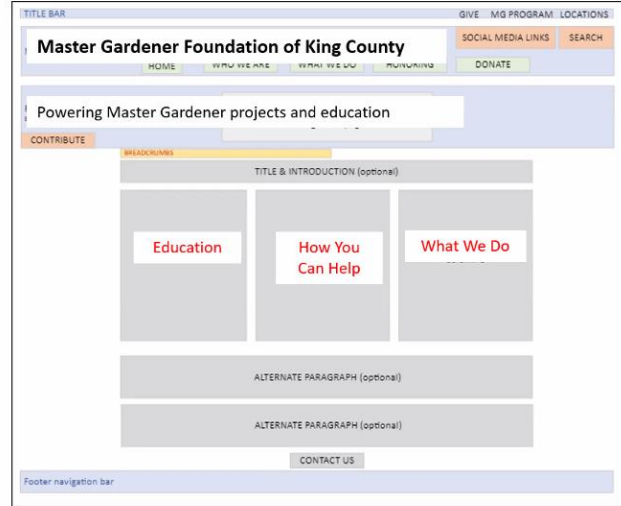 TITLE BAR
GIVE MG PROGRAM LOCATIONS
Master Gardener Foundation of King County
SOCIAL MEDIA LINKS SEARCH
HOME WHO WE ARE WHAT WE DO HONORING DONATE
Powering Master Gardener projects and education
CONTRIBUTE
BREADCRUMBS
TITLE & INTRODUCTION (optional)
Education
How You
Can Help
What We Do
ALTERNATE PARAGRAPH (optional)
ALTERNATE PARAGRAPH (optional)
CONTACT US
Footer navigation bar